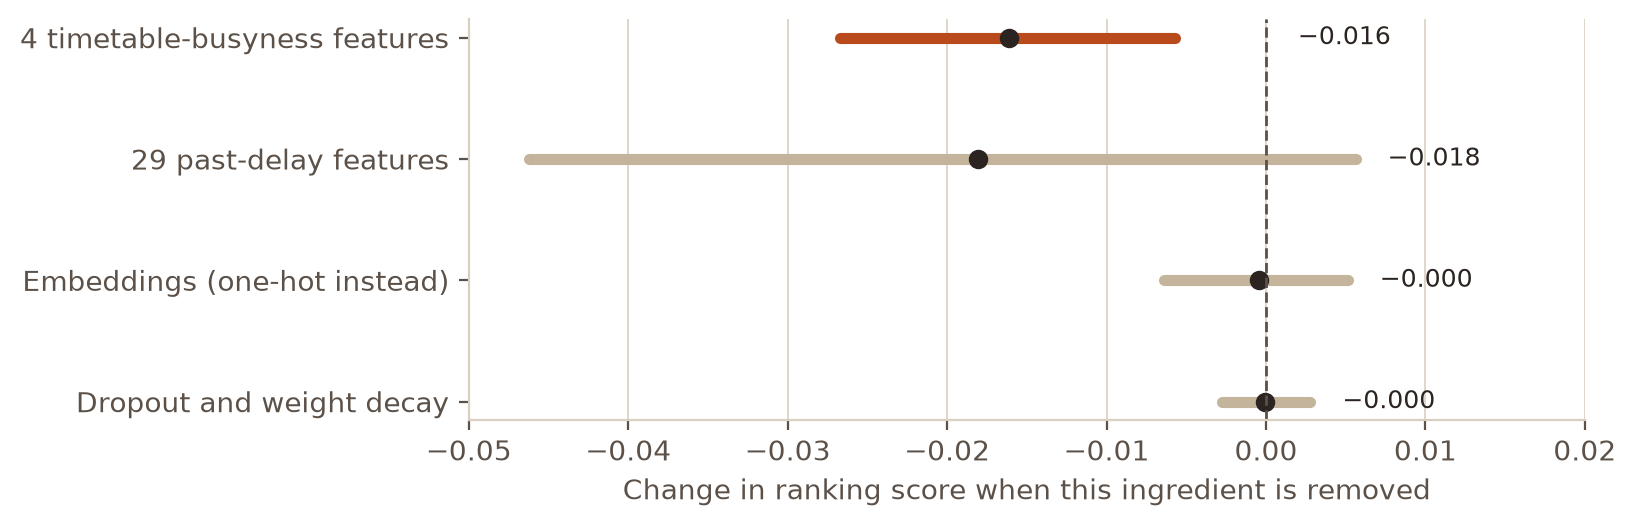 4 timetable-busyness features
−0.016
29 past-delay features
−0.018
Embeddings (one-hot instead)
−0.000
Dropout and weight decay
−0.000
−0.05 −0.04 −0.03 −0.02 −0.01 0.00 0.01 0.02
Change in ranking score when this ingredient is removed